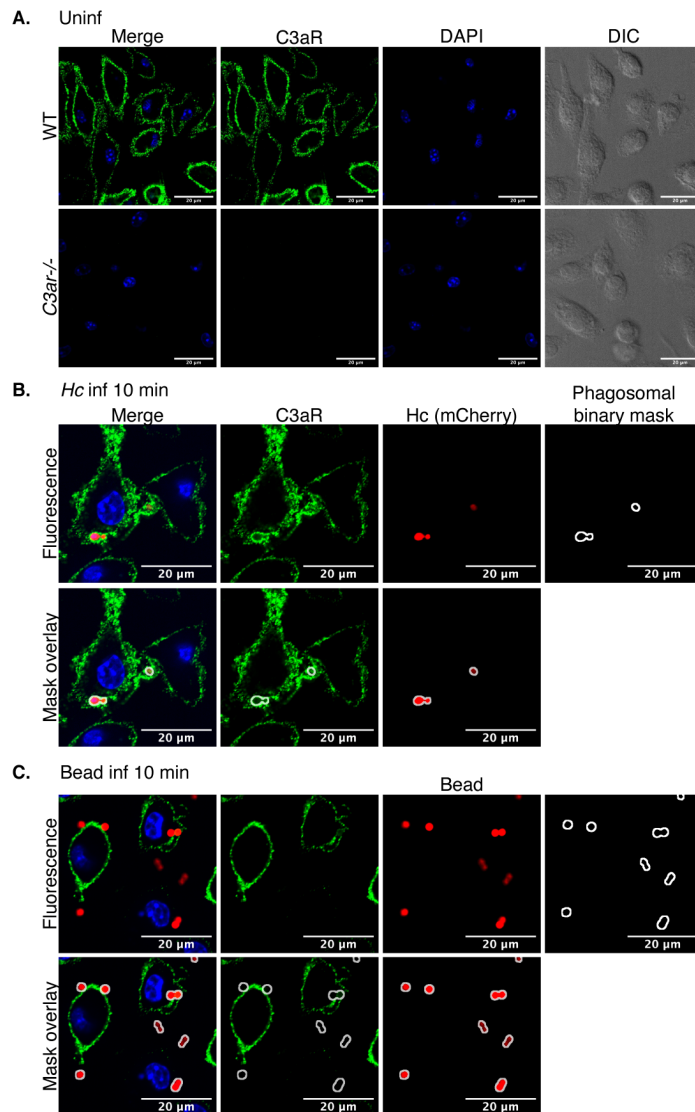 A. Uninf
Merge C3aR DAPI DIC
WT
20 µm 20 µm 20 µm 20 µm
C3ar-/-
20 µm 20 µm 20 µm 20 µm
B. Hc inf 10 min
Merge C3aR Hc (mCherry) Phagosomal binary mask
Fluorescence
20 µm 20 µm 20 µm 20 µm
Mask overlay
20 µm 20 µm 20 µm
C. Bead inf 10 min
Bead
Fluorescence
20 µm 20 µm 20 µm 20 µm
Mask overlay
20 µm 20 µm 20 µm